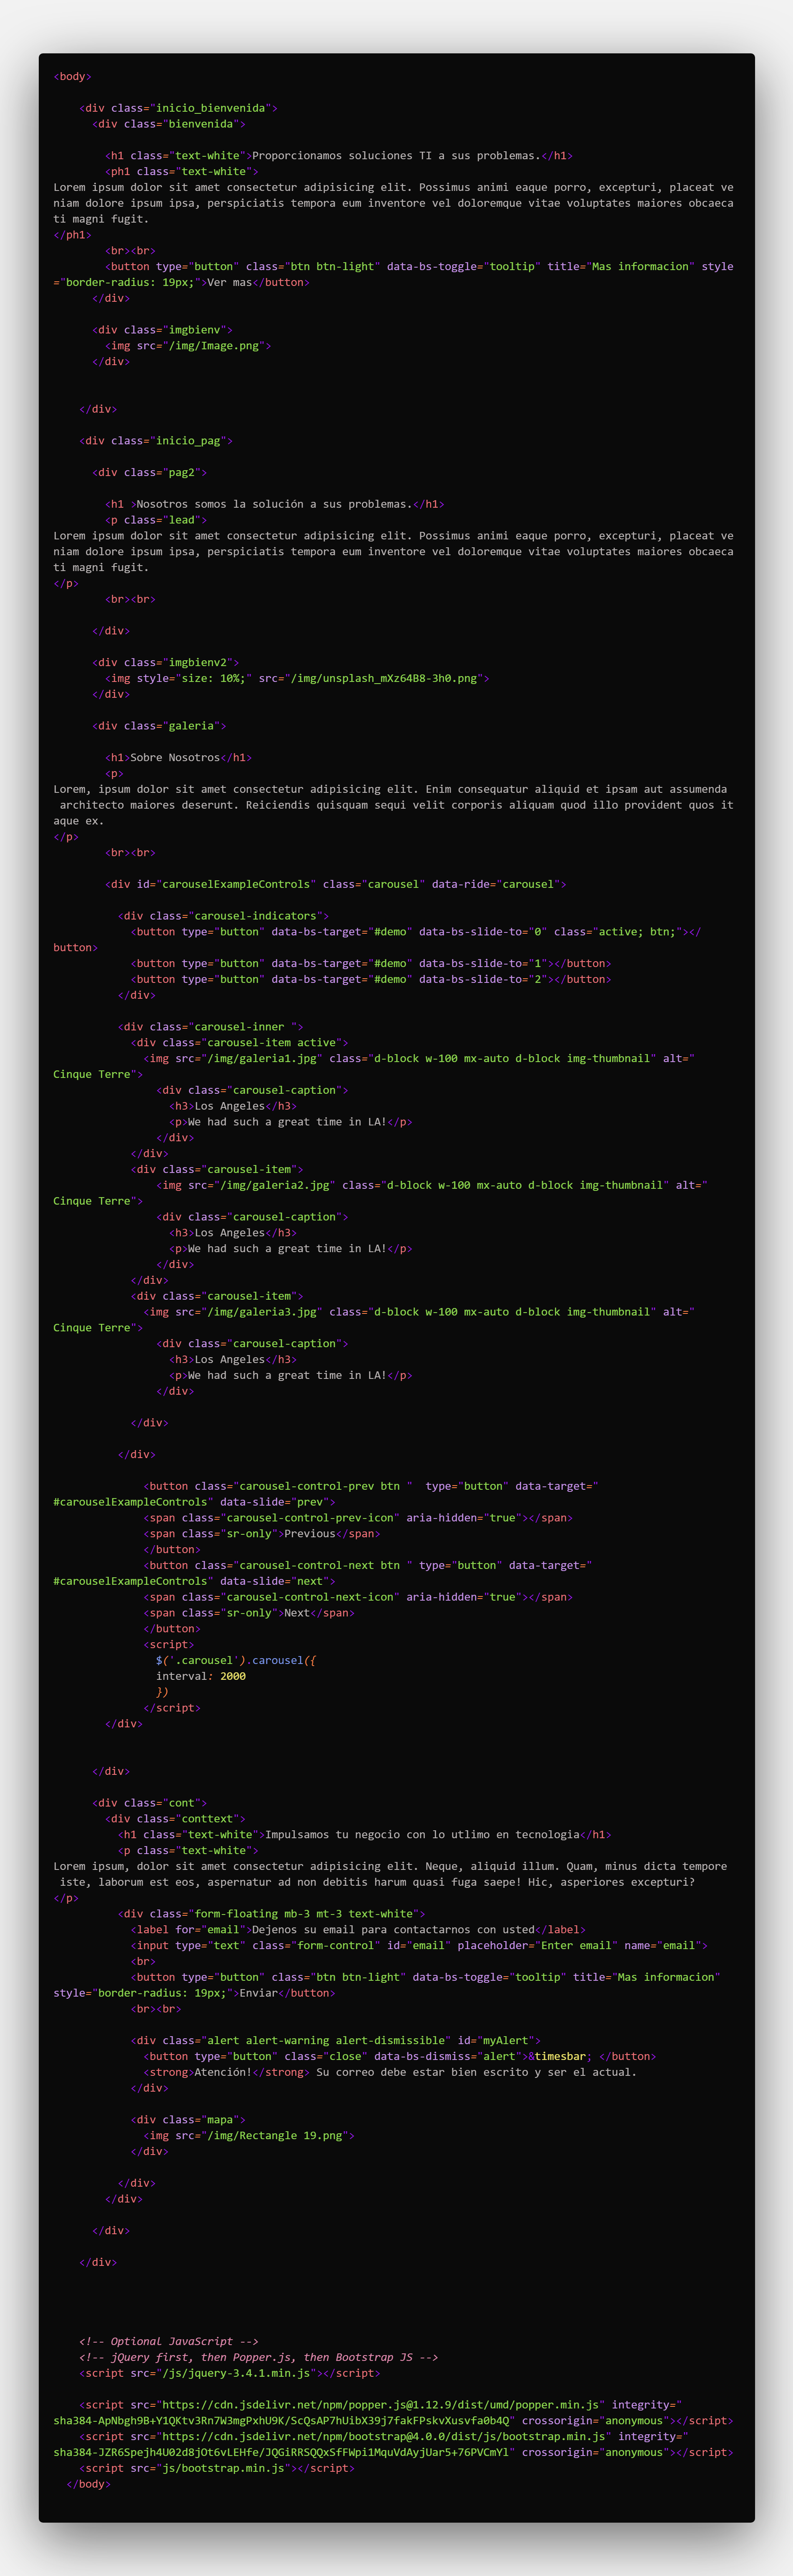 <body>
<div class="inicio_bienvenida">
<div class="bienvenida">
<h1 class="text-white">Proporcionamos soluciones TI a sus problemas.</h1>
<ph1 class="text-white">
Lorem ipsum dolor sit amet consectetur adipisicing elit. Possimus animi eaque porro, excepturi, placeat ve
niam dolore ipsum ipsa, perspiciatis tempora eum inventore vel doloremque vitae voluptates maiores obcaeca
ti magni fugit.
</ph1>
<br><br>
<button type="button" class="btn btn-light" data-bs-toggle="tooltip" title="Mas informacion" style
="border-radius: 19px;">Ver mas</button>
</div>
<div class="imgbienv">
<img src="/img/Image.png">
</div>
</div>
<div class="inicio_pag">
<div class="pag2">
<h1 >Nosotros somos la solución a sus problemas.</h1>
<p class="lead">
Lorem ipsum dolor sit amet consectetur adipisicing elit. Possimus animi eaque porro, excepturi, placeat ve
niam dolore ipsum ipsa, perspiciatis tempora eum inventore vel doloremque vitae voluptates maiores obcaeca
ti magni fugit.
</p>
<br><br>
</div>
<div class="imgbienv2">
<img style="size: 10%;" src="/img/unsplash_mXz64B8-3h0.png">
</div>
<div class="galeria">
<h1>Sobre Nosotros</h1>
<p>
Lorem, ipsum dolor sit amet consectetur adipisicing elit. Enim consequatur aliquid et ipsam aut assumenda
architecto maiores deserunt. Reiciendis quisquam sequi velit corporis aliquam quod illo provident quos it
aque ex.
</p>
<br><br>
<div id="carouselExampleControls" class="carousel" data-ride="carousel">
<div class="carousel-indicators">
<button type="button" data-bs-target="#demo" data-bs-slide-to="0" class="active; btn;"></
button>
<button type="button" data-bs-target="#demo" data-bs-slide-to="1"></button>
<button type="button" data-bs-target="#demo" data-bs-slide-to="2"></button>
</div>
<div class="carousel-inner ">
<div class="carousel-item active">
<img src="/img/galeria1.jpg" class="d-block w-100 mx-auto d-block img-thumbnail" alt="
Cinque Terre">
<div class="carousel-caption">
<h3>Los Angeles</h3>
<p>We had such a great time in LA!</p>
</div>
</div>
<div class="carousel-item">
<img src="/img/galeria2.jpg" class="d-block w-100 mx-auto d-block img-thumbnail" alt="
Cinque Terre">
<div class="carousel-caption">
<h3>Los Angeles</h3>
<p>We had such a great time in LA!</p>
</div>
</div>
<div class="carousel-item">
<img src="/img/galeria3.jpg" class="d-block w-100 mx-auto d-block img-thumbnail" alt="
Cinque Terre">
<div class="carousel-caption">
<h3>Los Angeles</h3>
<p>We had such a great time in LA!</p>
</div>
</div>
</div>
<button class="carousel-control-prev btn "  type="button" data-target="
#carouselExampleControls" data-slide="prev">
<span class="carousel-control-prev-icon" aria-hidden="true"></span>
<span class="sr-only">Previous</span>
</button>
<button class="carousel-control-next btn " type="button" data-target="
#carouselExampleControls" data-slide="next">
<span class="carousel-control-next-icon" aria-hidden="true"></span>
<span class="sr-only">Next</span>
</button>
<script>
$('.carousel').carousel({
interval: 2000
})
</script>
</div>
</div>
<div class="cont">
<div class="conttext">
<h1 class="text-white">Impulsamos tu negocio con lo utlimo en tecnologia</h1>
<p class="text-white">
Lorem ipsum, dolor sit amet consectetur adipisicing elit. Neque, aliquid illum. Quam, minus dicta tempore
iste, laborum est eos, aspernatur ad non debitis harum quasi fuga saepe! Hic, asperiores excepturi?
</p>
<div class="form-floating mb-3 mt-3 text-white">
<label for="email">Dejenos su email para contactarnos con usted</label>
<input type="text" class="form-control" id="email" placeholder="Enter email" name="email">
<br>
<button type="button" class="btn btn-light" data-bs-toggle="tooltip" title="Mas informacion"
style="border-radius: 19px;">Enviar</button>
<br><br>
<div class="alert alert-warning alert-dismissible" id="myAlert">
<button type="button" class="close" data-bs-dismiss="alert">&timesbar; </button>
<strong>Atención!</strong> Su correo debe estar bien escrito y ser el actual.
</div>
<div class="mapa">
<img src="/img/Rectangle 19.png">
</div>
</div>
</div>
</div>
</div>
<!-- Optional JavaScript -->
<!-- jQuery first, then Popper.js, then Bootstrap JS -->
<script src="/js/jquery-3.4.1.min.js"></script>
<script src="https://cdn.jsdelivr.net/npm/popper.js@1.12.9/dist/umd/popper.min.js" integrity="
sha384-ApNbgh9B+Y1QKtv3Rn7W3mgPxhU9K/ScQsAP7hUibX39j7fakFPskvXusvfa0b4Q" crossorigin="anonymous"></script>
<script src="https://cdn.jsdelivr.net/npm/bootstrap@4.0.0/dist/js/bootstrap.min.js" integrity="
sha384-JZR6Spejh4U02d8jOt6vLEHfe/JQGiRRSQQxSfFWpi1MquVdAyjUar5+76PVCmYl" crossorigin="anonymous"></script>
<script src="js/bootstrap.min.js"></script>
</body>